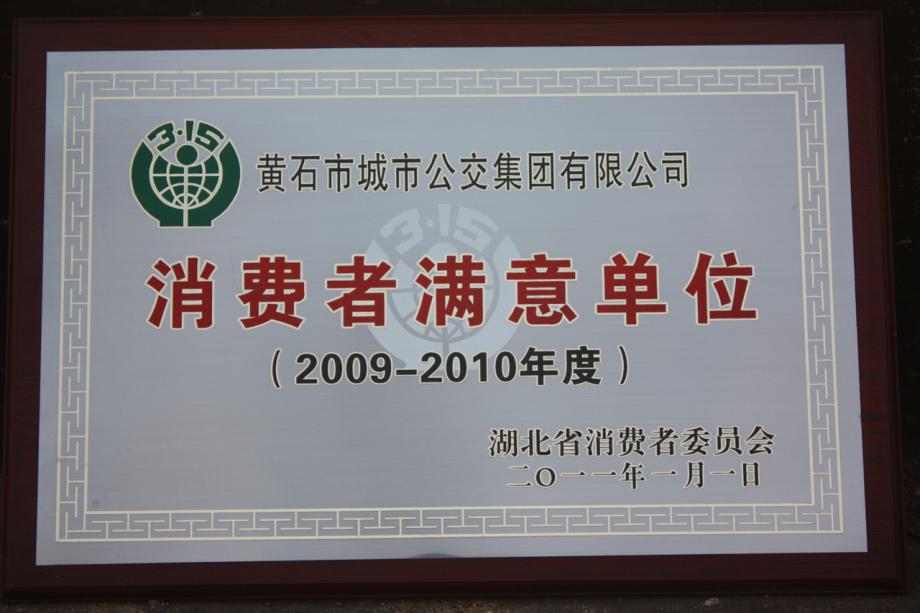 3·15
黄石市城市公交集团有限公司
3·15
消费者满意单位
（2009-2010年度）
湖北省消费者委员会
二〇一一年一月一日